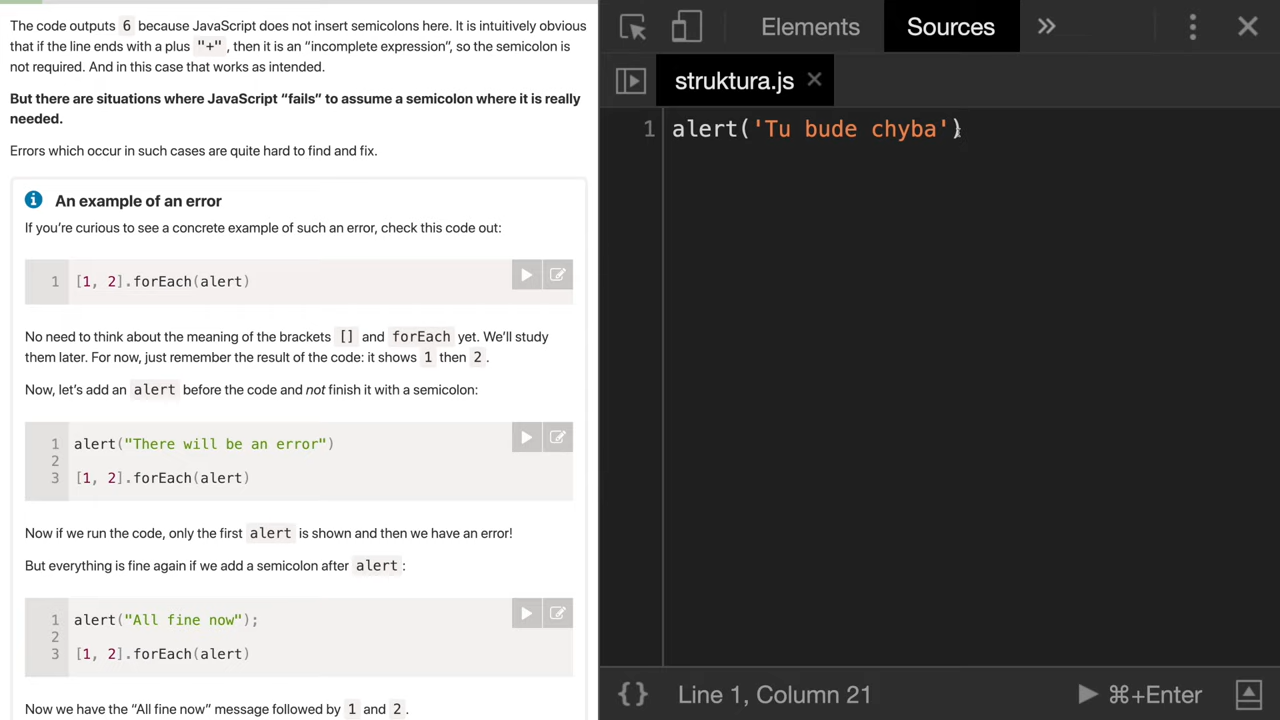 The code outputs 6 because JavaScript does not insert semicolons here. It is intuitively obvious
that if the line ends with a plus "+", then it is an “incomplete expression”, so the semicolon is
not required. And in this case that works as intended.
But there are situations where JavaScript “fails” to assume a semicolon where it is really
needed.
Errors which occur in such cases are quite hard to find and fix.
An example of an error
If you’re curious to see a concrete example of such an error, check this code out:
1 [1, 2].forEach(alert)
No need to think about the meaning of the brackets [] and forEach yet. We’ll study
them later. For now, just remember the result of the code: it shows 1 then 2.
Now, let’s add an alert before the code and not finish it with a semicolon:
1 alert("There will be an error")
2
3 [1, 2].forEach(alert)
Now if we run the code, only the first alert is shown and then we have an error!
But everything is fine again if we add a semicolon after alert:
1 alert("All fine now");
2
3 [1, 2].forEach(alert)
Now we have the “All fine now” message followed by 1 and 2.
Elements Sources »
struktura.js
1 alert('Tu bude chyba')
{} Line 1, Column 21 ⌘+Enter